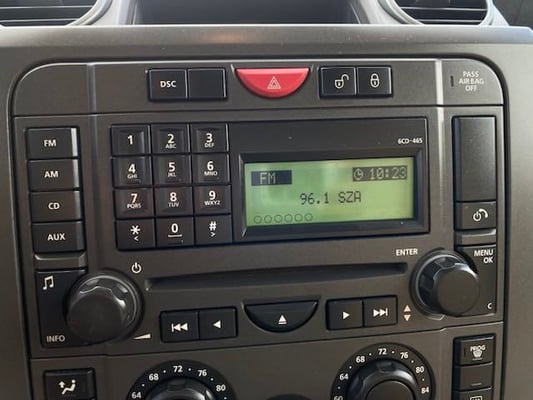 DSC
PASS
AIR BAG
OFF
FM
AM
CD
AUX
1
2 ABC
3 DEF
4 GHI
5 JKL
6 MNO
7 PQRS
8 TUV
9 WXYZ
*
0
#
<
>
6CD-465
FM 10:23
96.1 SZA
ENTER
MENU
OK
C
INFO
PROG
64 68 72 76 80 84
60 64 68 72 76 80 84